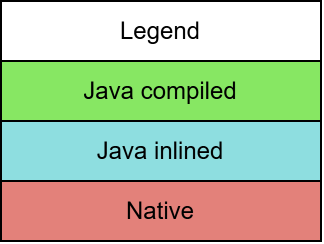 Legend
Java compiled
Java inlined
Native